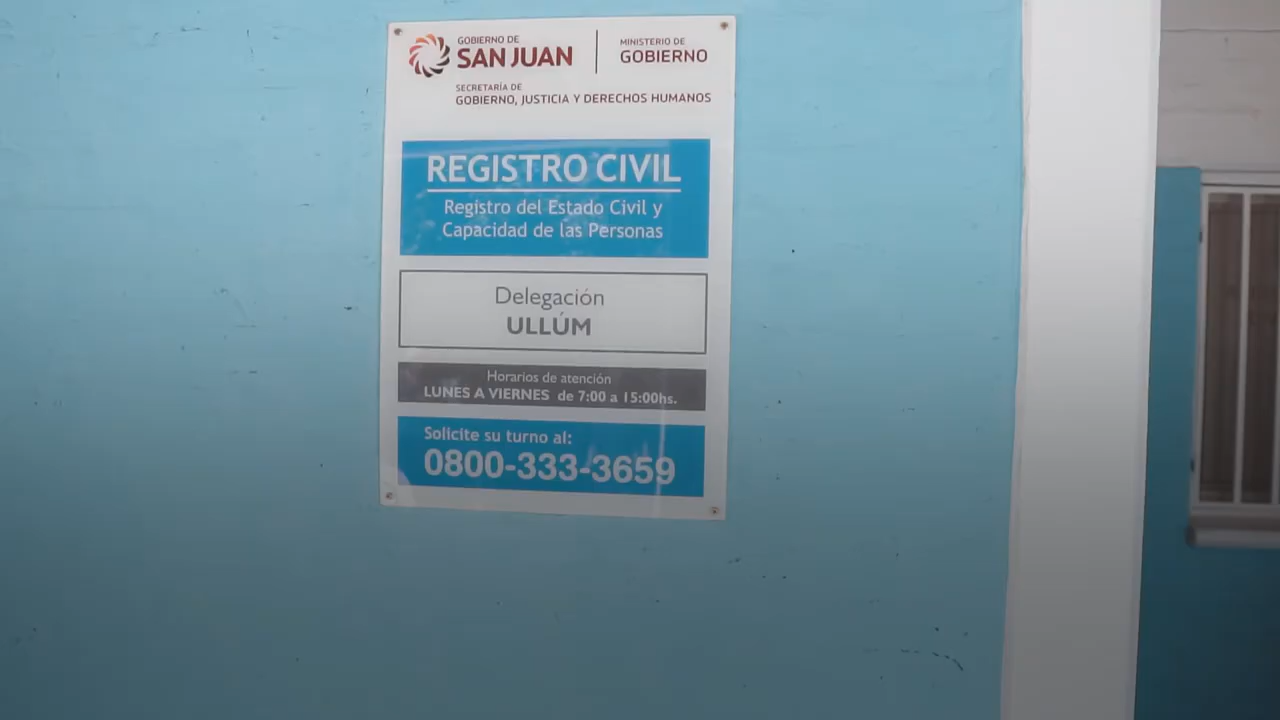 GOBIERNO DE
SAN JUAN
MINISTERIO DE
GOBIERNO
SECRETARÍA DE
GOBIERNO, JUSTICIA Y DERECHOS HUMANOS
REGISTRO CIVIL
Registro del Estado Civil y
Capacidad de las Personas
Delegación
ULLÚM
Horarios de atención
LUNES A VIERNES de 7:00 a 15:00hs.
Solicite su turno al:
0800-333-3659